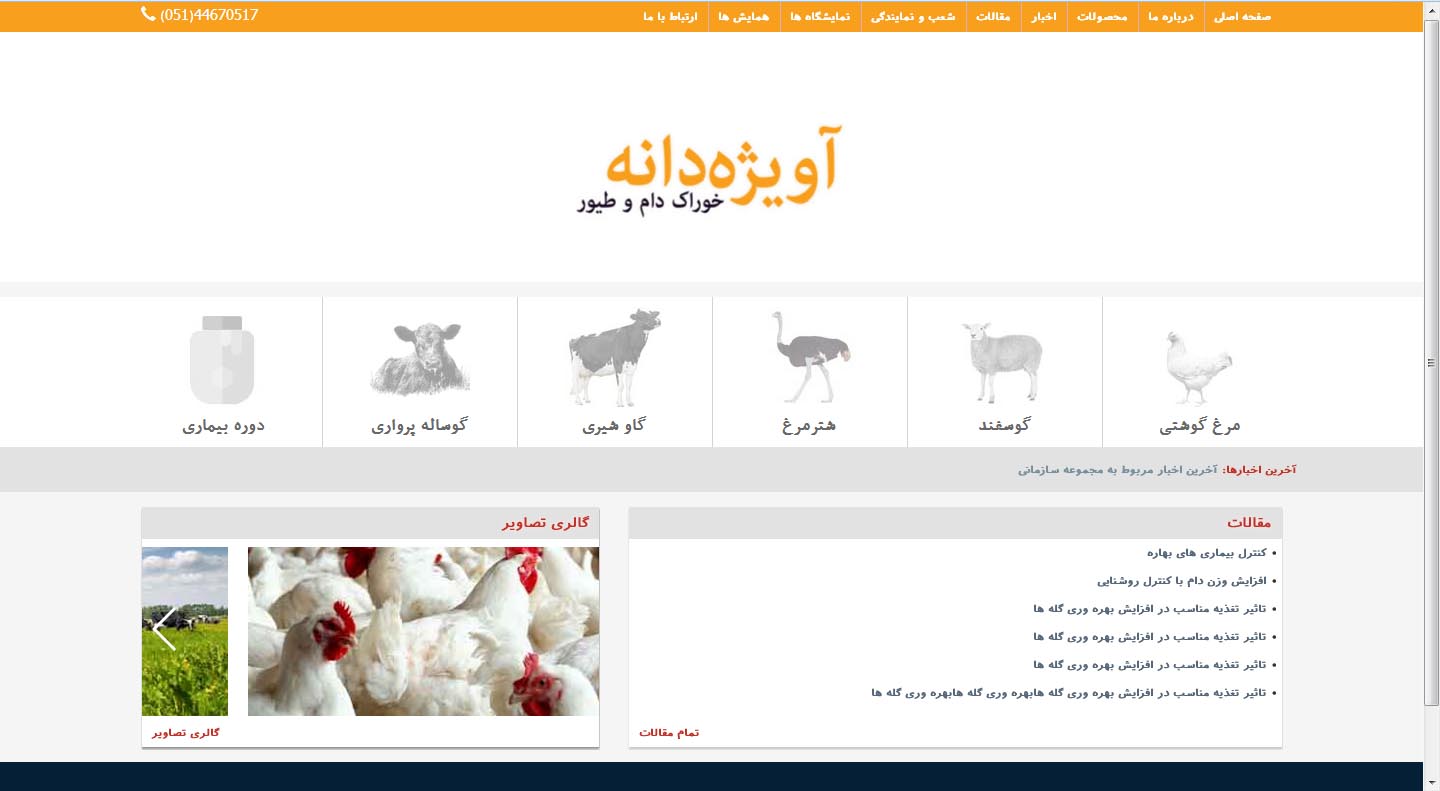 صفحه اصلی
درباره ما
محصولات
اخبار
مقالات
شعب و نمایندگی
نمایشگاه ها
همایش ها
ارتباط با ما
(051)44670517
آویژه‌دانه
خوراک دام و طیور
مرغ گوشتی
گوسفند
شترمرغ
گاو شیری
گوساله پرواری
دوره بیماری
آخرین اخبارها: آخرین اخبار مربوط به مجموعه سازمانی
مقالات
کنترل بیماری های بهاره
افزایش وزن دام با کنترل روشنایی
تاثیر تغذیه مناسب در افزایش بهره وری گله ها
تاثیر تغذیه مناسب در افزایش بهره وری گله ها
تاثیر تغذیه مناسب در افزایش بهره وری گله ها
تاثیر تغذیه مناسب در افزایش بهره وری گله هابهره وری گله هابهره وری گله ها
تمام مقالات
گالری تصاویر
گالری تصاویر